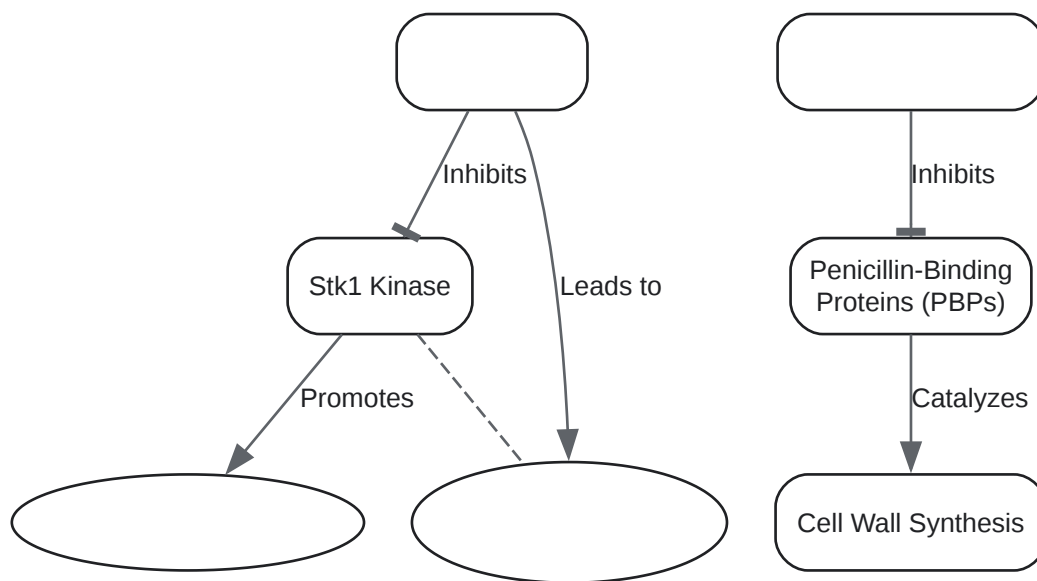 Inhibits
Inhibits
Stk1 Kinase
Leads to
Penicillin-Binding
Proteins (PBPs)
Promotes
Catalyzes
Cell Wall Synthesis